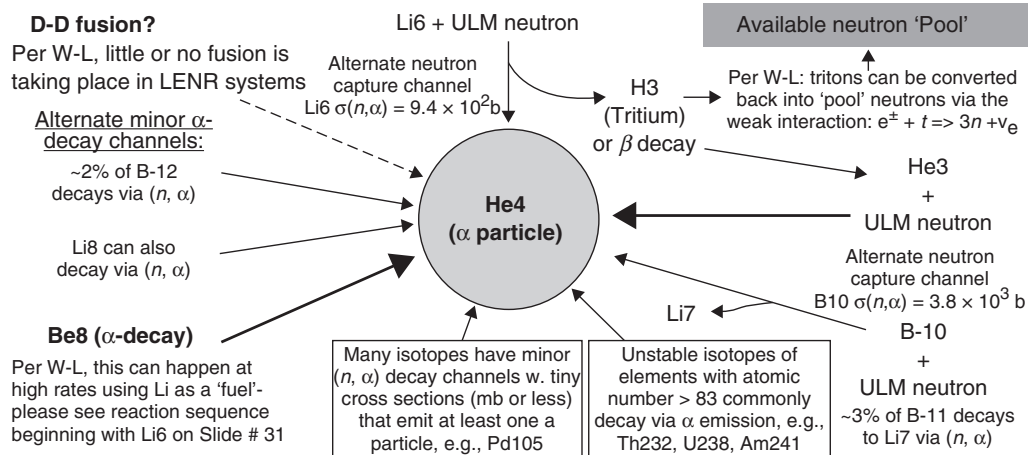 D-D fusion?
Per W-L, little or no fusion is
taking place in LENR systems
Alternate minor α-
decay channels:
~2% of B-12
decays via (n, α)
Li8 can also
decay via (n, α)
Be8 (α-decay)
Per W-L, this can happen at
high rates using Li as a 'fuel'-
please see reaction sequence
beginning with Li6 on Slide # 31
Li6 + ULM neutron
Alternate neutron
capture channel
Li6 σ(n,α) = 9.4 × 10²b
H3
(Tritium)
or β decay
He4
(α particle)
Li7
Many isotopes have minor
(n, α) decay channels w. tiny
cross sections (mb or less)
that emit at least one a
particle, e.g., Pd105
Unstable isotopes of
elements with atomic
number > 83 commonly
decay via α emission, e.g.,
Th232, U238, Am241
Available neutron 'Pool'
Per W-L: tritons can be converted
back into 'pool' neutrons via the
weak interaction: e± + t => 3n +νe
He3
+
ULM neutron
Alternate neutron
capture channel
B10 σ(n,α) = 3.8 × 10³ b
B-10
+
ULM neutron
~3% of B-11 decays
to Li7 via (n, α)